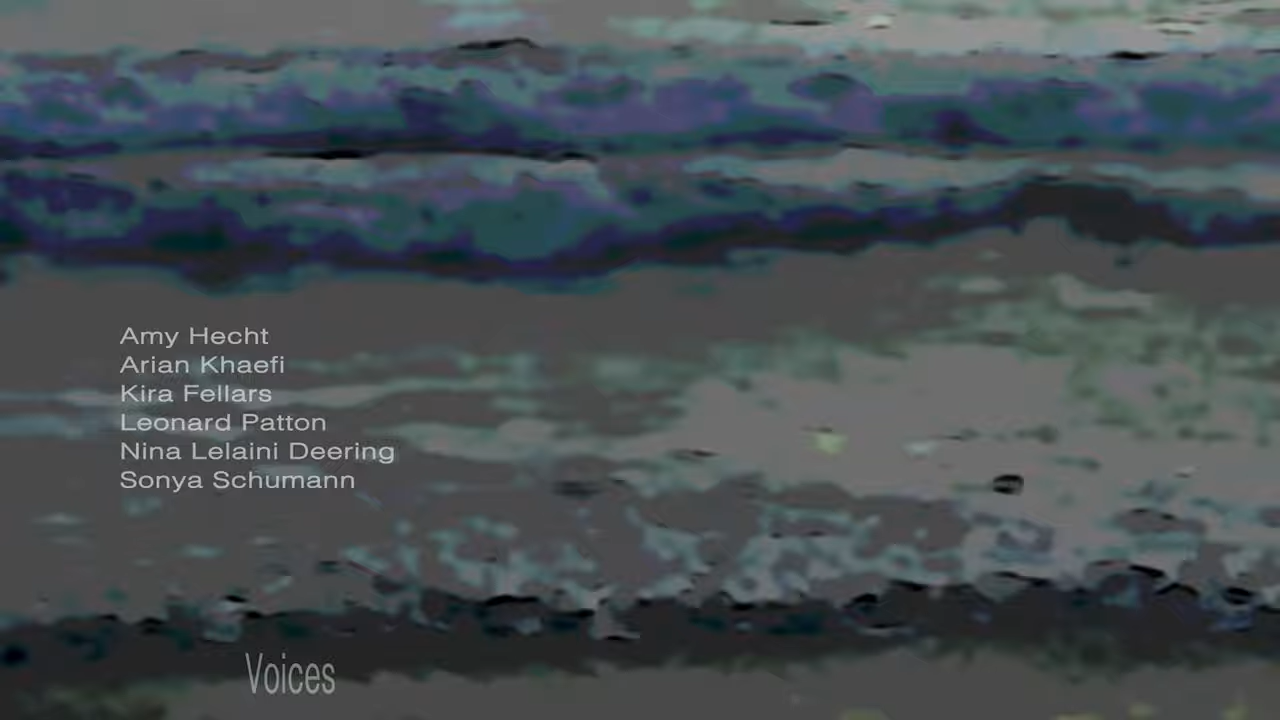 Amy Hecht
Arian Khaefi
Kira Fellars
Leonard Patton
Nina Lelaini Deering
Sonya Schumann
Voices